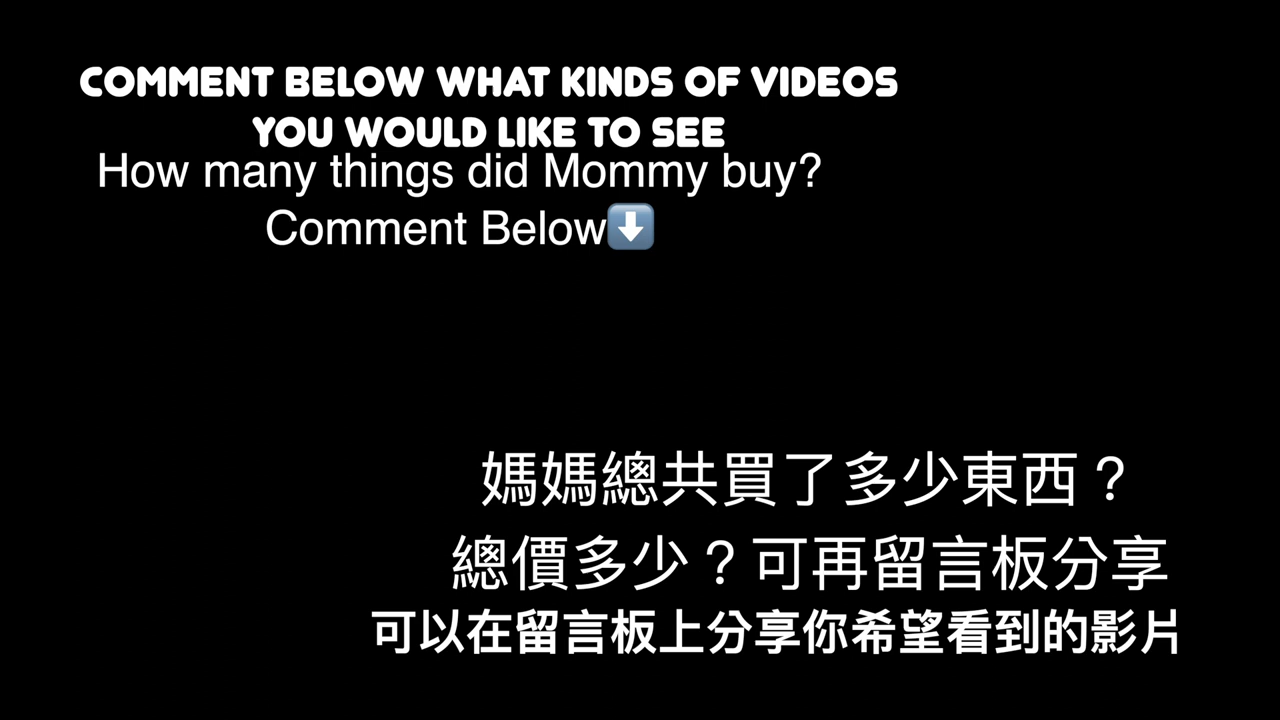 COMMENT BELOW WHAT KINDS OF VIDEOS
YOU WOULD LIKE TO SEE
How many things did Mommy buy?
Comment Below⬇️
媽媽總共買了多少東西？
總價多少？可再留言板分享
可以在留言板上分享你希望看到的影片